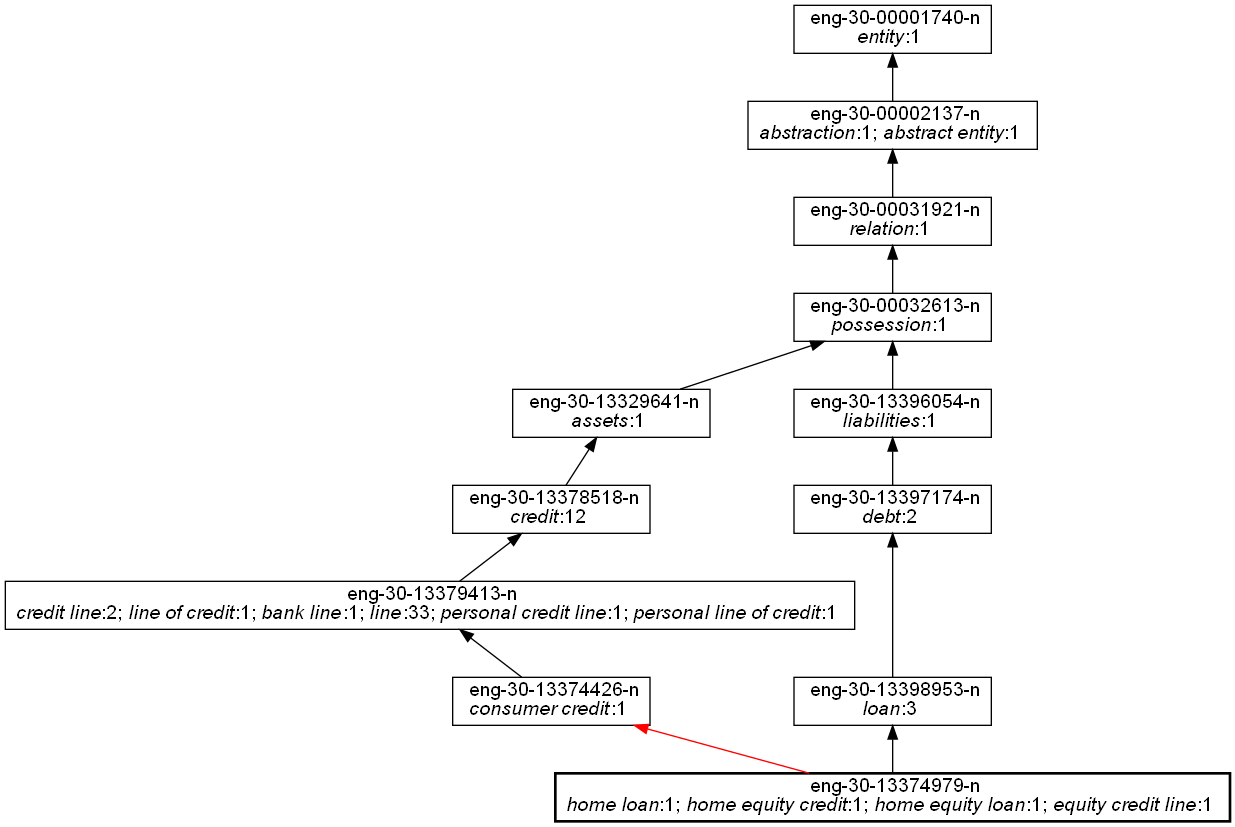 eng-30-00001740-n
entity:1
eng-30-00002137-n
abstraction:1; abstract entity:1
eng-30-00031921-n
relation:1
eng-30-00032613-n
possession:1
eng-30-13329641-n
assets:1
eng-30-13396054-n
liabilities:1
eng-30-13378518-n
credit:12
eng-30-13397174-n
debt:2
eng-30-13379413-n
credit line:2; line of credit:1; bank line:1; line:33; personal credit line:1; personal line of credit:1
eng-30-13374426-n
consumer credit:1
eng-30-13398953-n
loan:3
eng-30-13374979-n
home loan:1; home equity credit:1; home equity loan:1; equity credit line:1